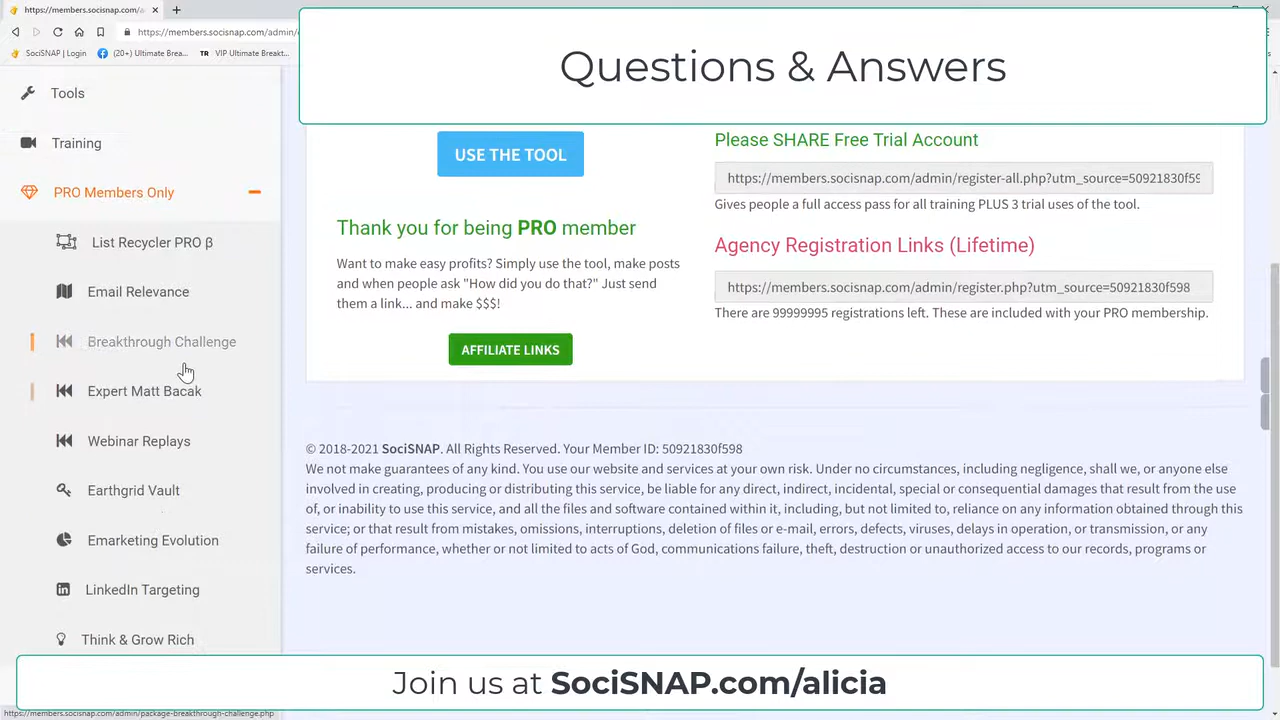 https://members.socisnap.com/a
https://members.socisnap.com/admin/
SociSNAP | Login
(20+) Ultimate Brea...
TR VIP Ultimate Breakt...
Questions & Answers
Tools
Training
PRO Members Only
List Recycler PRO β
Email Relevance
Breakthrough Challenge
Expert Matt Bacak
Webinar Replays
Earthgrid Vault
Emarketing Evolution
LinkedIn Targeting
Think & Grow Rich
USE THE TOOL
Thank you for being PRO member
Want to make easy profits? Simply use the tool, make posts
and when people ask "How did you do that?" Just send
them a link... and make $$$!
AFFILIATE LINKS
Please SHARE Free Trial Account
https://members.socisnap.com/admin/register-all.php?utm_source=50921830f59
Gives people a full access pass for all training PLUS 3 trial uses of the tool.
Agency Registration Links (Lifetime)
https://members.socisnap.com/admin/register.php?utm_source=50921830f598
There are 99999995 registrations left. These are included with your PRO membership.
© 2018-2021 SociSNAP. All Rights Reserved. Your Member ID: 50921830f598
We not make guarantees of any kind. You use our website and services at your own risk. Under no circumstances, including negligence, shall we, or anyone else
involved in creating, producing or distributing this service, be liable for any direct, indirect, incidental, special or consequential damages that result from the use
of, or inability to use this service, and all the files and software contained within it, including, but not limited to, reliance on any information obtained through this
service; or that result from mistakes, omissions, interruptions, deletion of files or e-mail, errors, defects, viruses, delays in operation, or transmission, or any
failure of performance, whether or not limited to acts of God, communications failure, theft, destruction or unauthorized access to our records, programs or
services.
Join us at SociSNAP.com/alicia
https://members.socisnap.com/admin/package-breakthrough-challenge.php